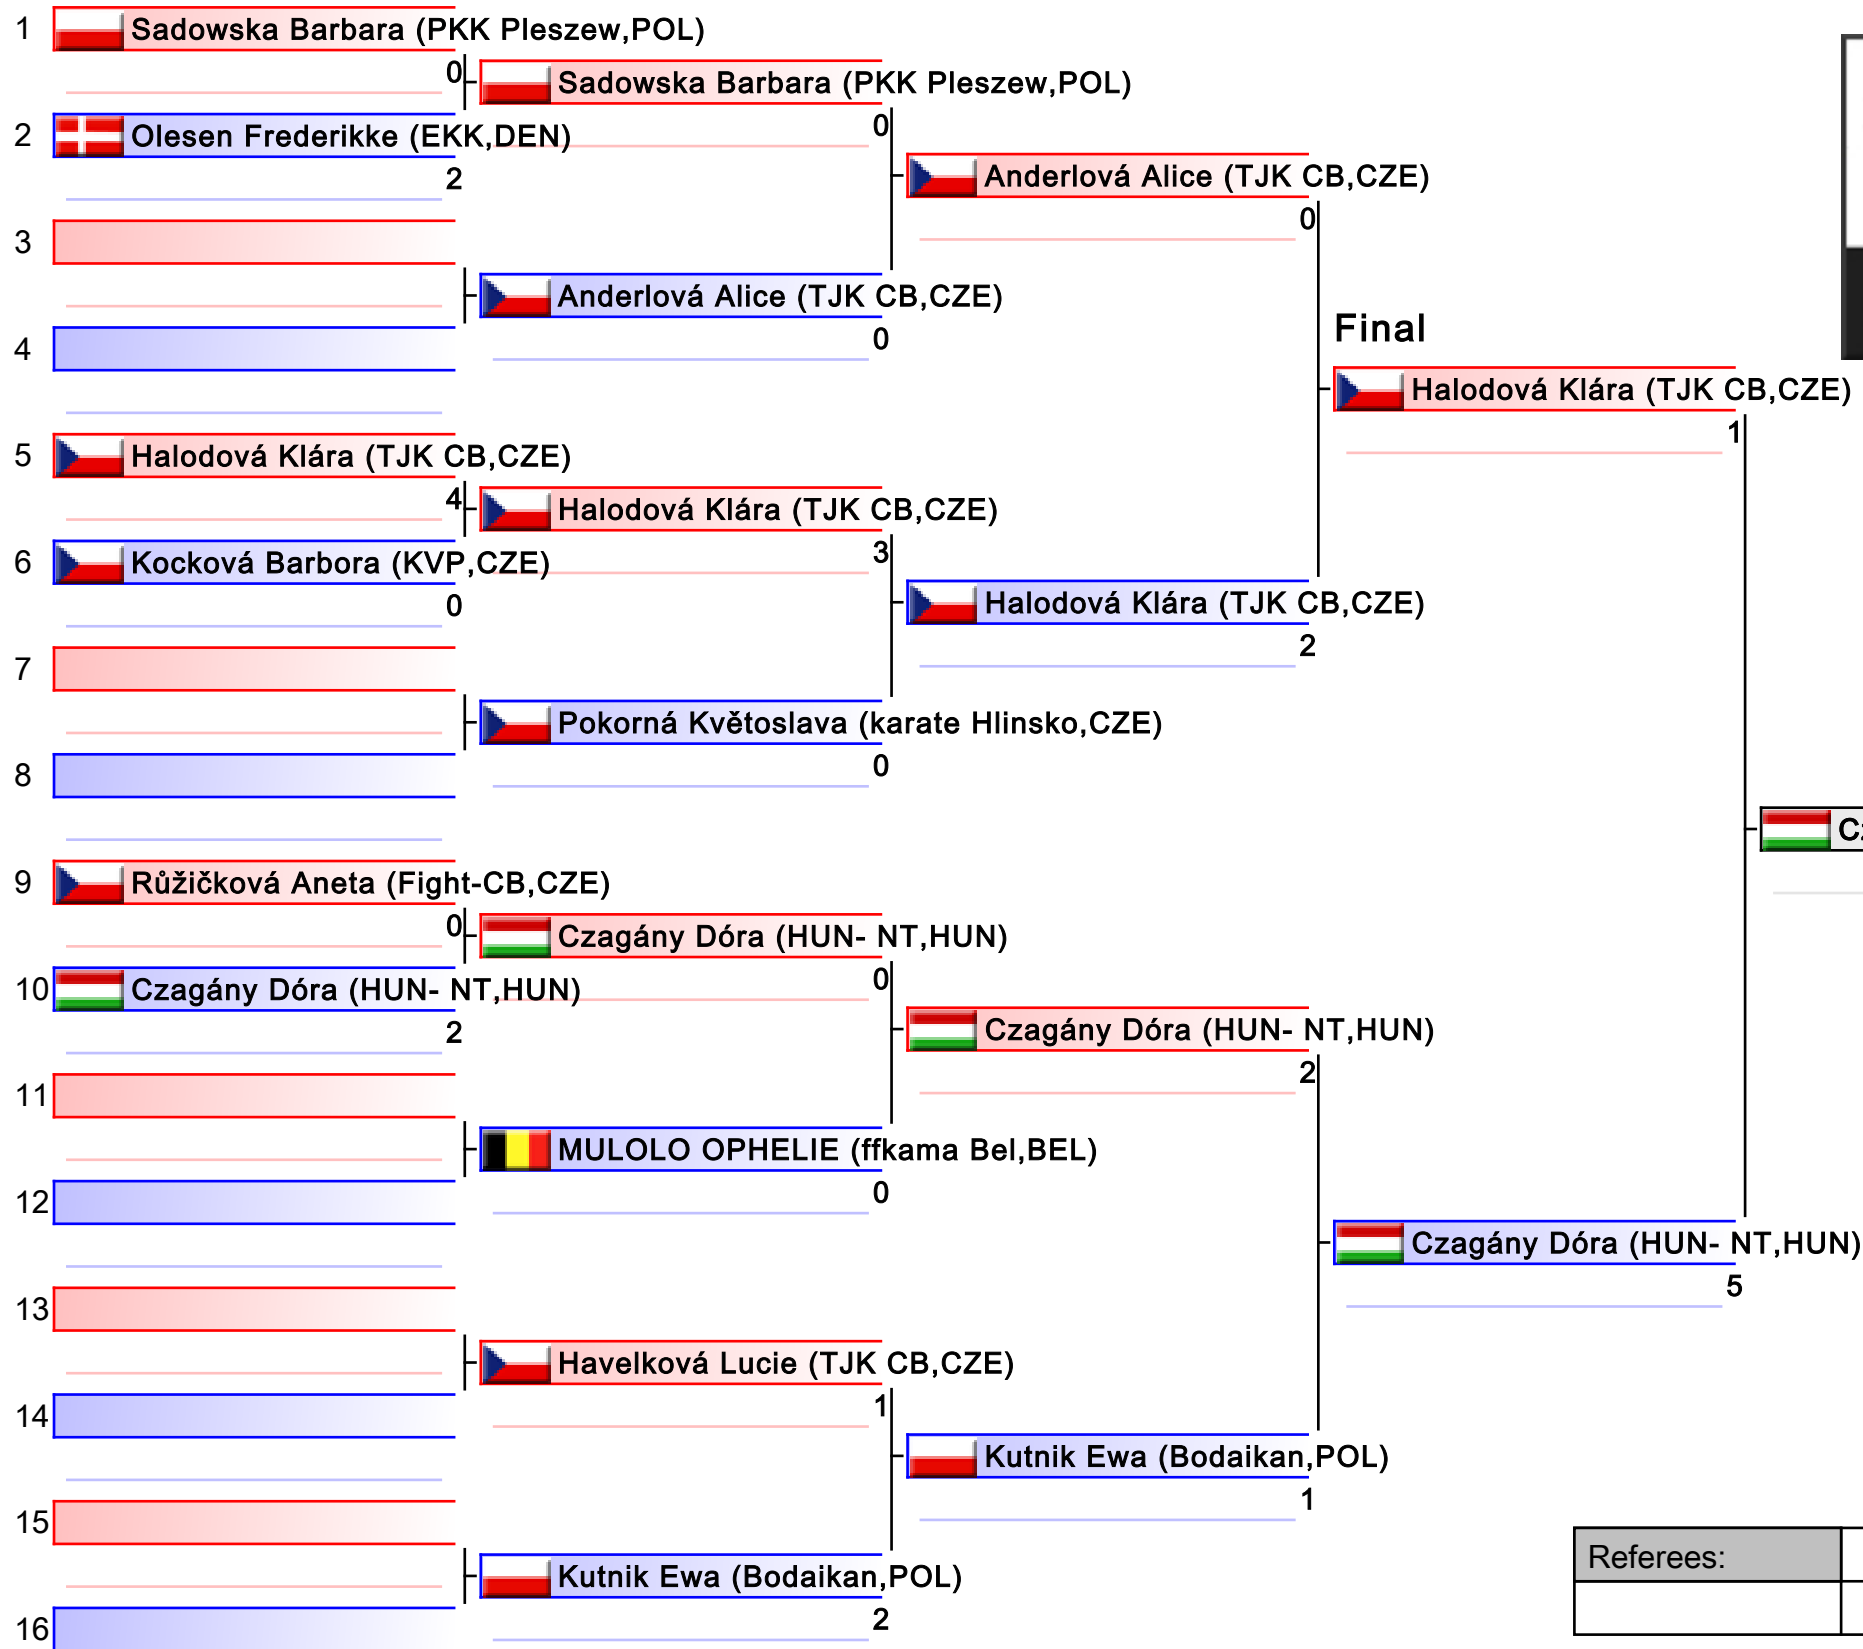 1 Sadowska Barbara (PKK Pleszew,POL)
0 Sadowska Barbara (PKK Pleszew,POL)
2 Olesen Frederikke (EKK,DEN) 0
2 Anderlová Alice (TJK CB,CZE)
3 0
Anderlová Alice (TJK CB,CZE)
4 0 Final
Halodová Klára (TJK CB,CZE)
1
5 Halodová Klára (TJK CB,CZE)
4 Halodová Klára (TJK CB,CZE)
6 Kocková Barbora (KVP,CZE) 3
0 Halodová Klára (TJK CB,CZE)
2
7
Pokorná Květoslava (karate Hlinsko,CZE)
8 0
9 Růžičková Aneta (Fight-CB,CZE)
0 Czagány Dóra (HUN- NT,HUN)
10 Czagány Dóra (HUN- NT,HUN) 0
2 Czagány Dóra (HUN- NT,HUN)
11 2
MULOLO OPHELIE (ffkama Bel,BEL)
12 0
Czagány Dóra (HUN- NT,HUN)
13 5
Havelková Lucie (TJK CB,CZE)
14 1
Kutnik Ewa (Bodaikan,POL)
15 1
Referees:
Kutnik Ewa (Bodaikan,POL)
16 2